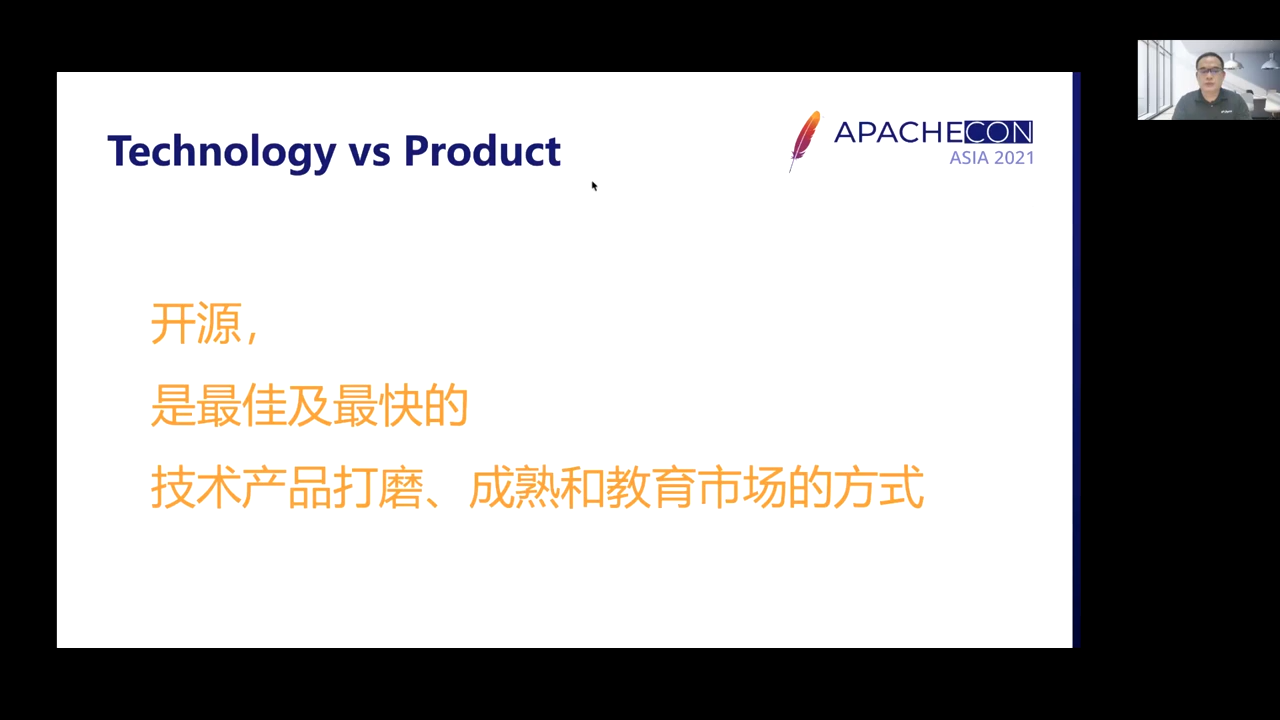 Technology vs Product
APACHECON
ASIA 2021
开源，
是最佳及最快的
技术产品打磨、成熟和教育市场的方式